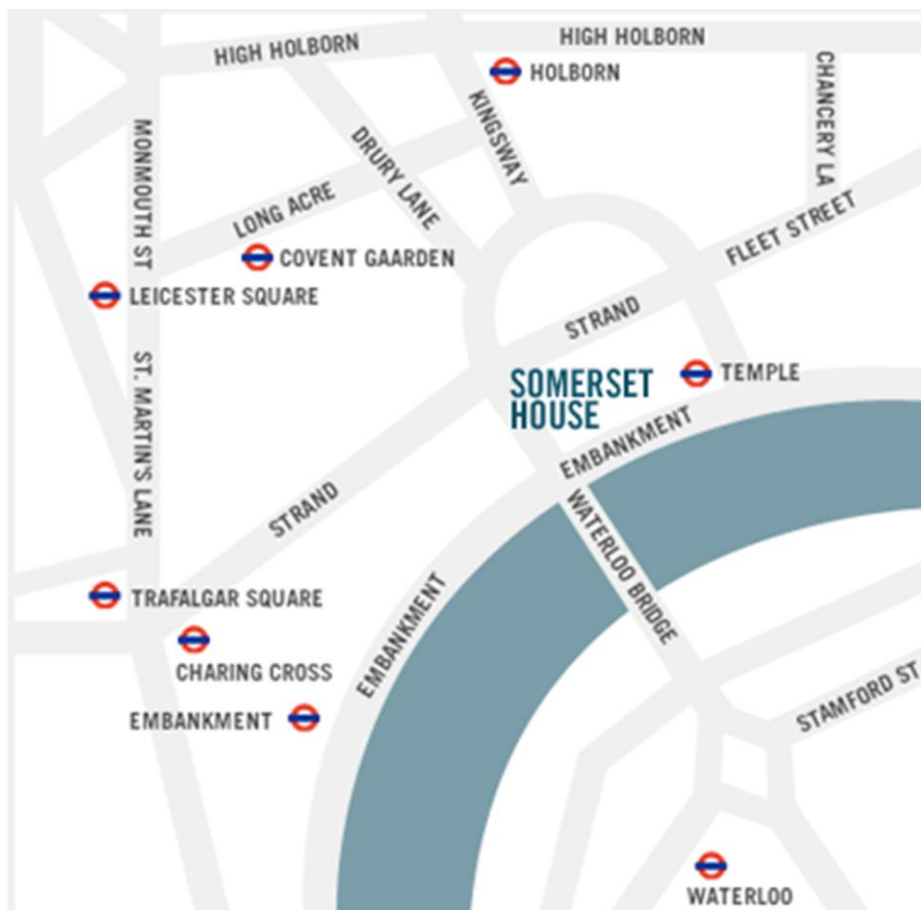 HIGH HOLBORN
HIGH HOLBORN
HOLBORN
CHANCERY LA
KINGSWAY
MONMOUTH ST
DRURY LANE
LONG ACRE
FLEET STREET
COVENT GAARDEN
LEICESTER SQUARE
STRAND
ST. MARTIN'S LANE
SOMERSET
HOUSE
TEMPLE
EMBANKMENT
STRAND
WATERLOO BRIDGE
TRAFALGAR SQUARE
EMBANKMENT
CHARING CROSS
STAMFORD ST
EMBANKMENT
WATERLOO